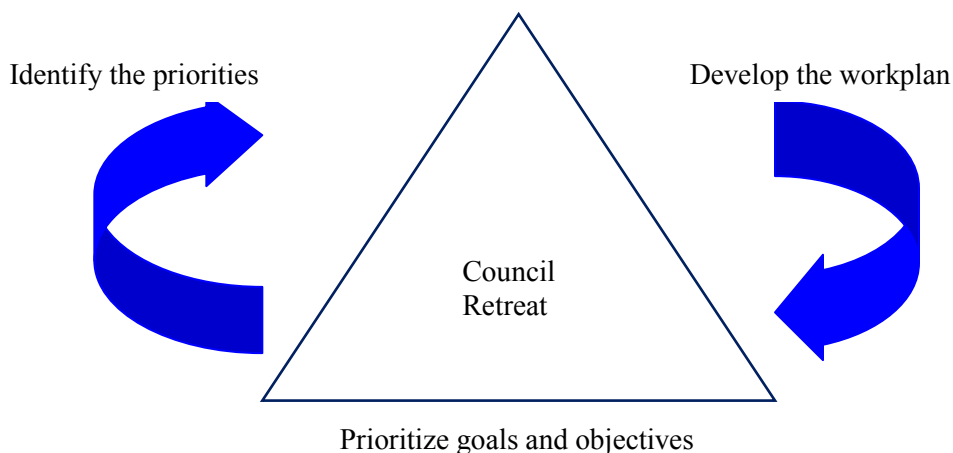 Identify the priorities
Develop the workplan
Council
Retreat
Prioritize goals and objectives